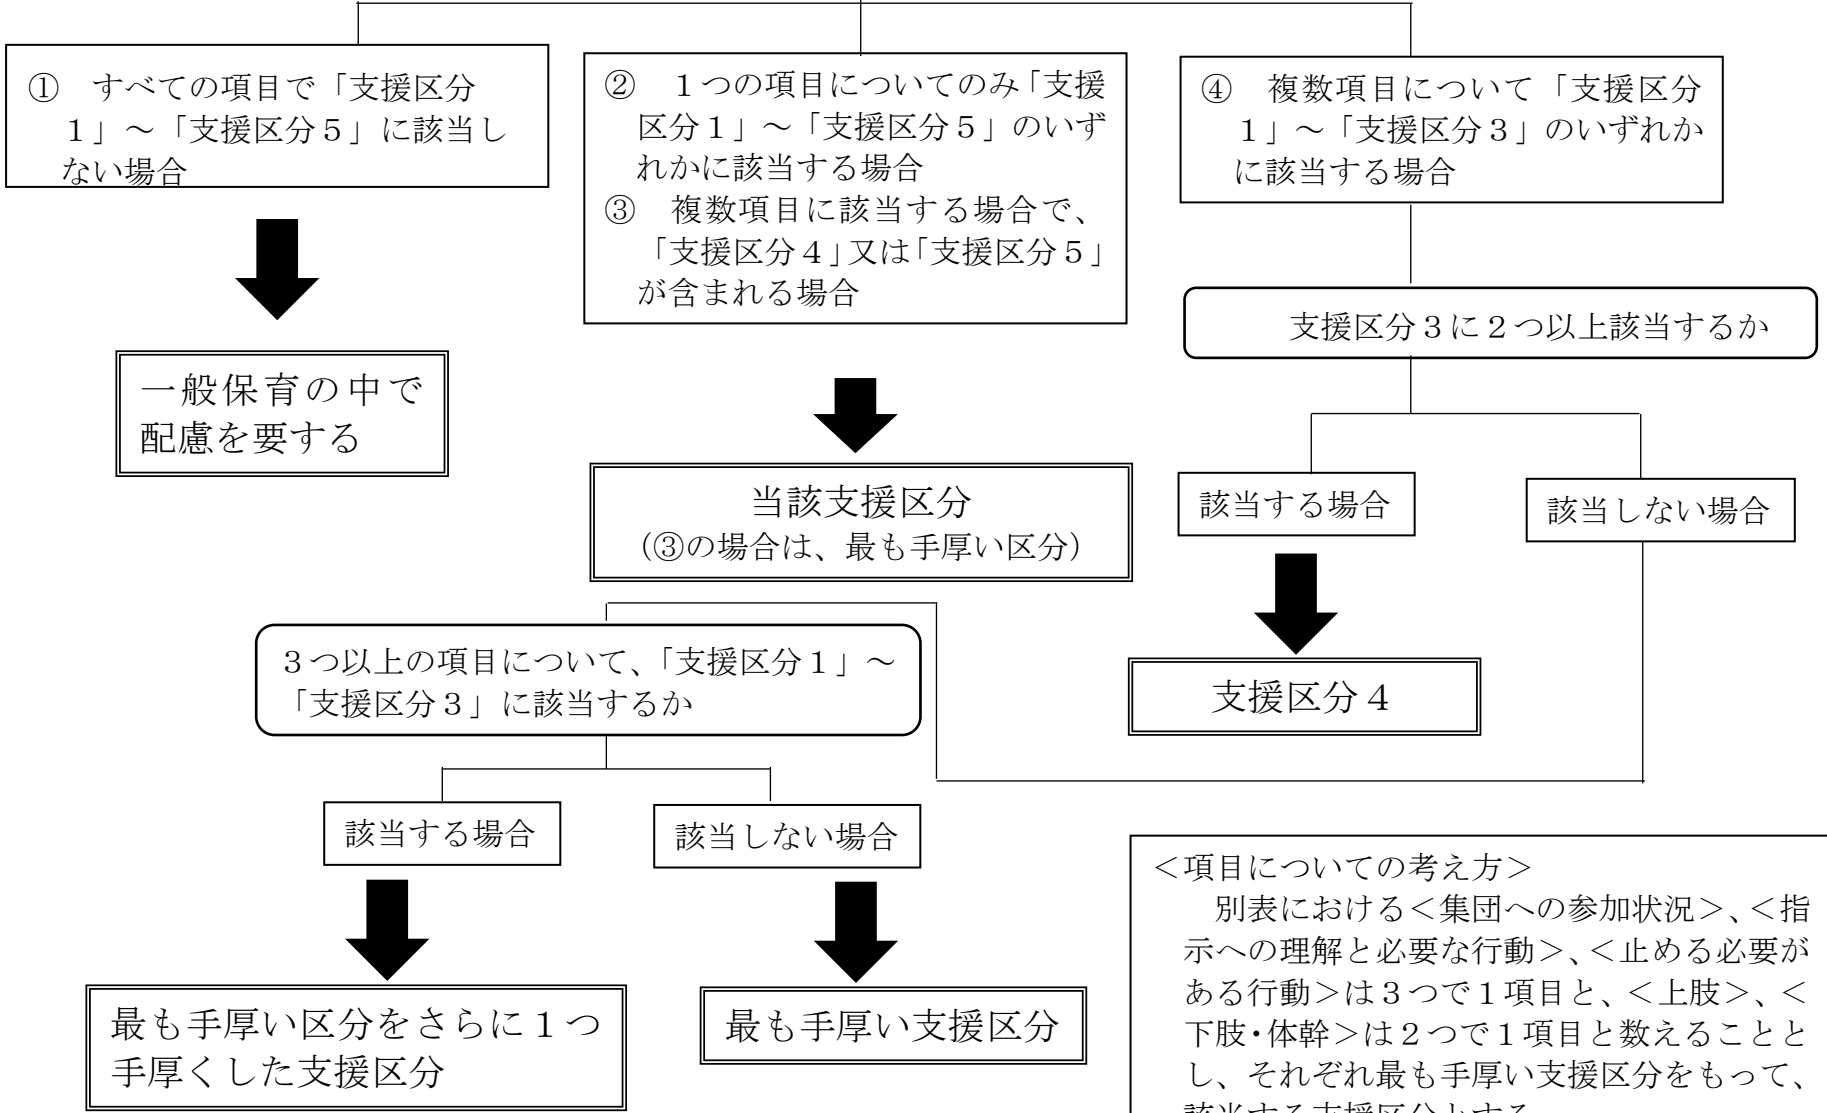 ① すべての項目で「支援区分
１」～「支援区分５」に該当し
ない場合
② １つの項目についてのみ「支援
区分１」～「支援区分５」のいず
れかに該当する場合
③ 複数項目に該当する場合で、
「支援区分４」又は「支援区分５」
が含まれる場合
④ 複数項目について「支援区分
１」～「支援区分３」のいずれか
に該当する場合
支援区分３に２つ以上該当するか
一般保育の中で
配慮を要する
当該支援区分
（③の場合は、最も手厚い区分）
該当する場合
該当しない場合
３つ以上の項目について、「支援区分１」～
「支援区分３」に該当するか
支援区分４
該当する場合
該当しない場合
最も手厚い区分をさらに１つ
手厚くした支援区分
最も手厚い支援区分
＜項目についての考え方＞
別表における＜集団への参加状況＞、＜指
示への理解と必要な行動＞、＜止める必要が
ある行動＞は３つで１項目と、＜上肢＞、＜
下肢・体幹＞は２つで１項目と数えることと
し、それぞれ最も手厚い支援区分をもって、
該当する支援区分とする